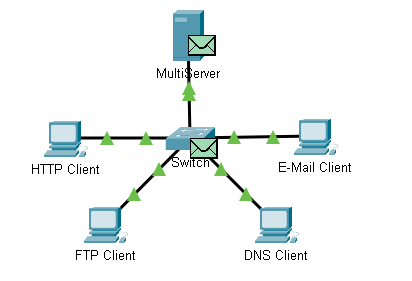 MultiServer
HTTP Client
Switch
E-Mail Client
FTP Client
DNS Client